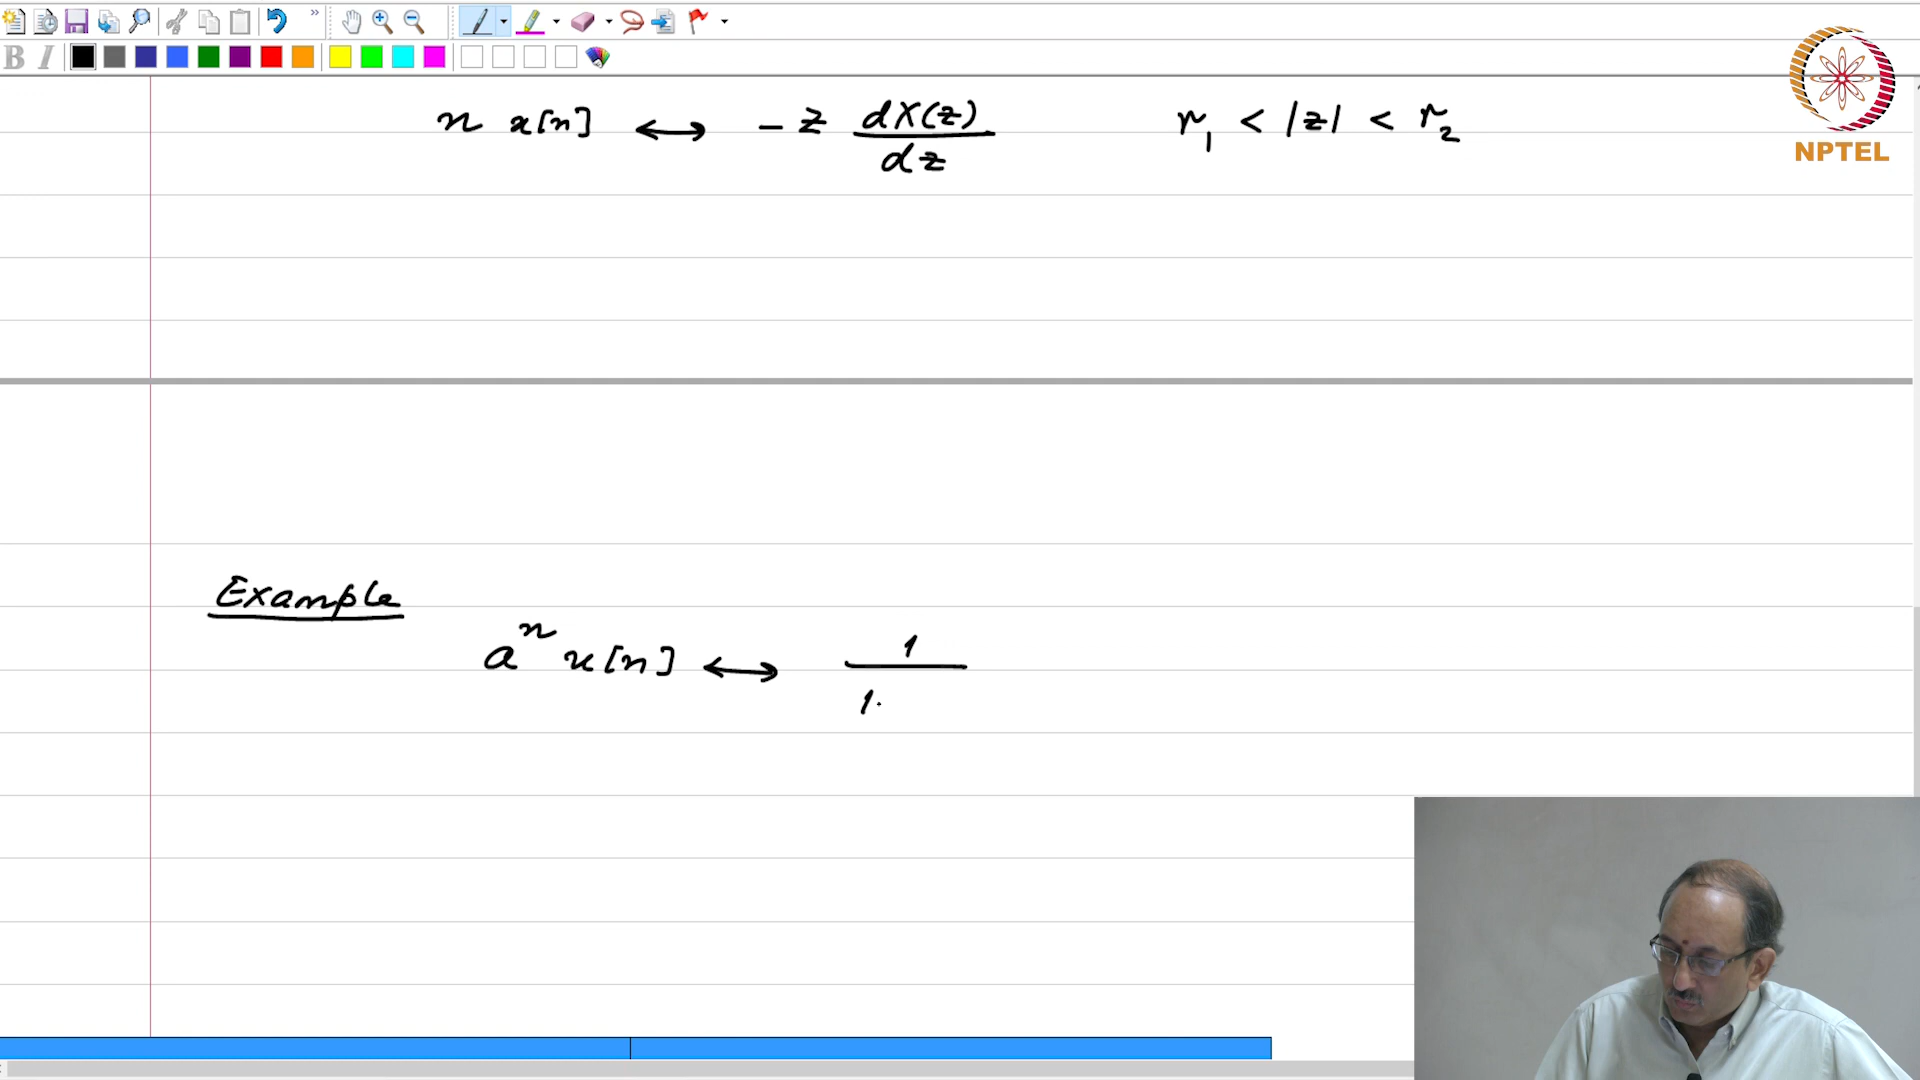 B I
NPTEL
n x[n] ↔ - z dX(z)/dz r₁ < |z| < r₂
Example
aⁿ u[n] ↔ 1/1.